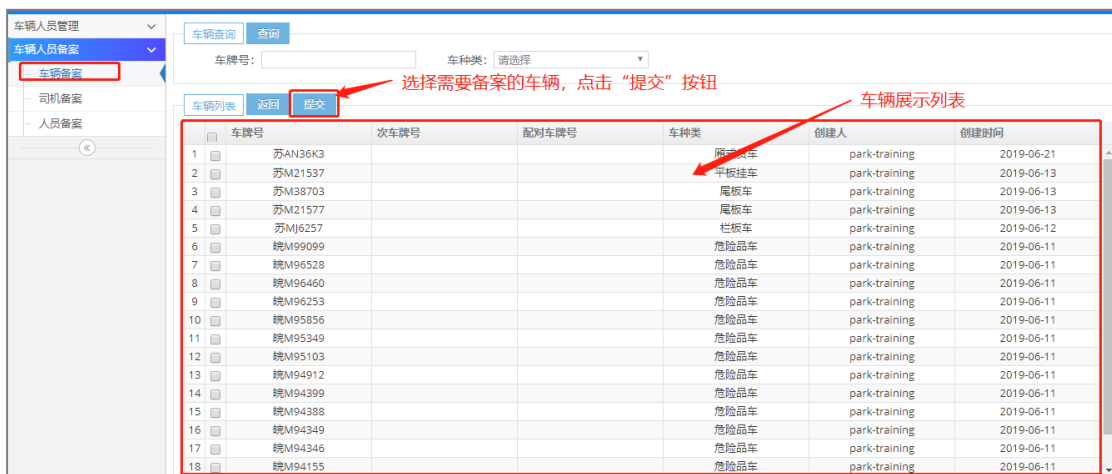 车辆人员管理
车辆人员备案
车辆备案
司机备案
人员备案
车辆查询 查询
车牌号： 车种类： 请选择
选择需要备案的车辆，点击“提交”按钮
车辆列表 返回 提交
车辆展示列表
车牌号 次车牌号 配对车牌号 车种类 创建人 创建时间
1 苏AN36K3 厢式货车 park-training 2019-06-21
2 苏M21537 平板挂车 park-training 2019-06-13
3 苏M38703 尾板车 park-training 2019-06-13
4 苏M21577 尾板车 park-training 2019-06-13
5 苏MJ6257 栏板车 park-training 2019-06-12
6 皖M99099 危险品车 park-training 2019-06-11
7 皖M96528 危险品车 park-training 2019-06-11
8 皖M96460 危险品车 park-training 2019-06-11
9 皖M96253 危险品车 park-training 2019-06-11
10 皖M95856 危险品车 park-training 2019-06-11
11 皖M95349 危险品车 park-training 2019-06-11
12 皖M95103 危险品车 park-training 2019-06-11
13 皖M94912 危险品车 park-training 2019-06-11
14 皖M94399 危险品车 park-training 2019-06-11
15 皖M94388 危险品车 park-training 2019-06-11
16 皖M94349 危险品车 park-training 2019-06-11
17 皖M94346 危险品车 park-training 2019-06-11
18 皖M94155 危险品车 park-training 2019-06-11